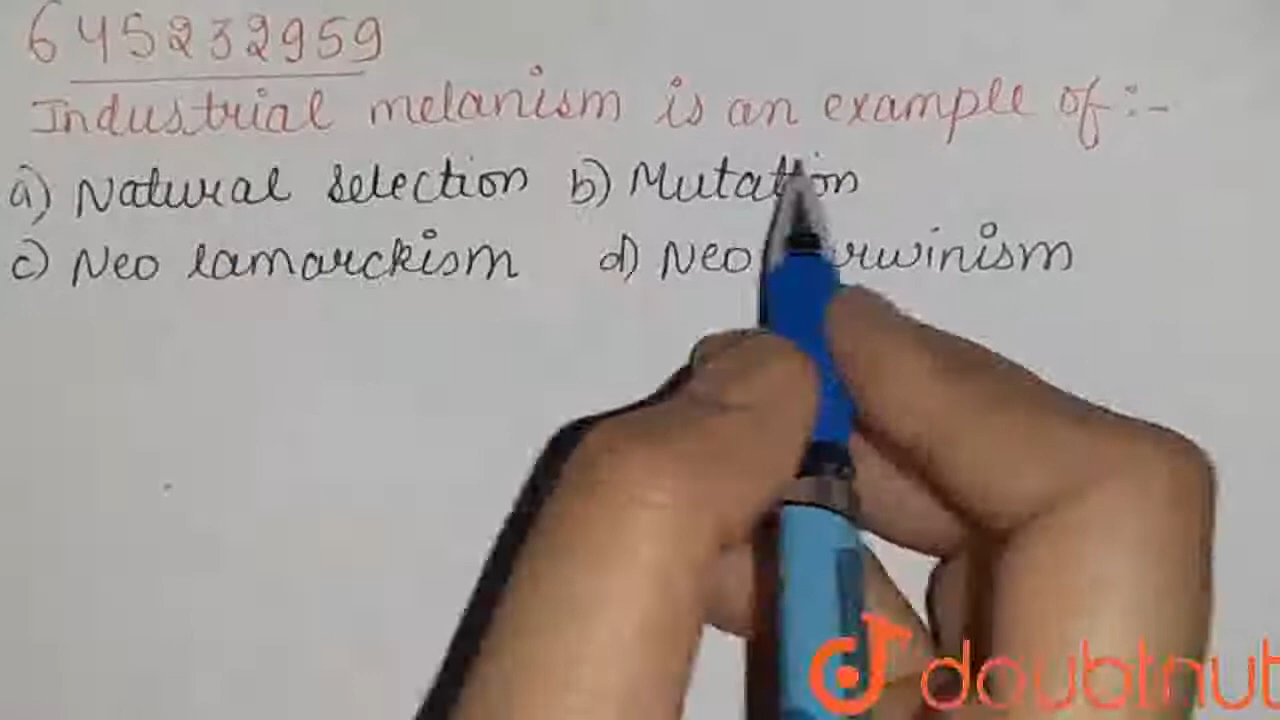 645232959
Industrial melanism is an example of:-
a) Natural selection b) Mutation
c) Neo lamarckism d) Neo
doubtnut